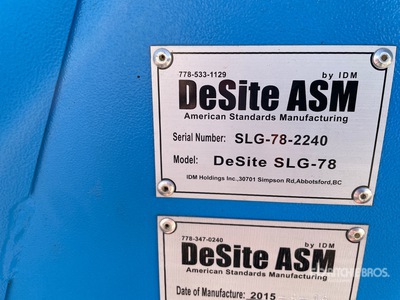 778-533-1129
by IDM
DeSite ASM
American Standards Manufacturing
Serial Number: SLG-78-2240
Model: DeSite SLG-78
IDM Holdings Inc.,30701 Simpson Rd,Abbotsford,BC
778-347-0240
by IDM
DeSite ASM
American Standards Manufacturing
Date of Manufacture: 2015
RITCHIE BROS.